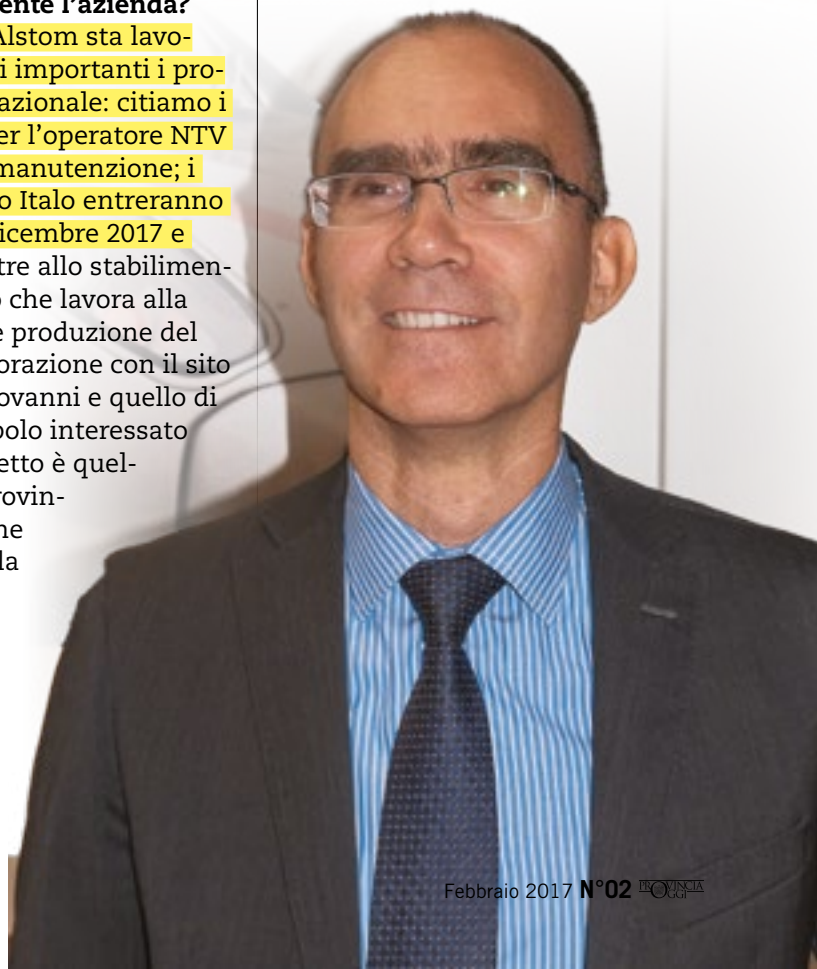 ente l'azienda?
Alstom sta lavo-
i importanti i pro-
azionale: citiamo i
er l'operatore NTV
manutenzione; i
o Italo entreranno
icembre 2017 e
tre allo stabilimen-
o che lavora alla
e produzione del
orazione con il sito
ovanni e quello di
polo interessato
etto è quel-
rovin-
ne
la
Febbraio 2017 N°02 PROVINCIA OGGI